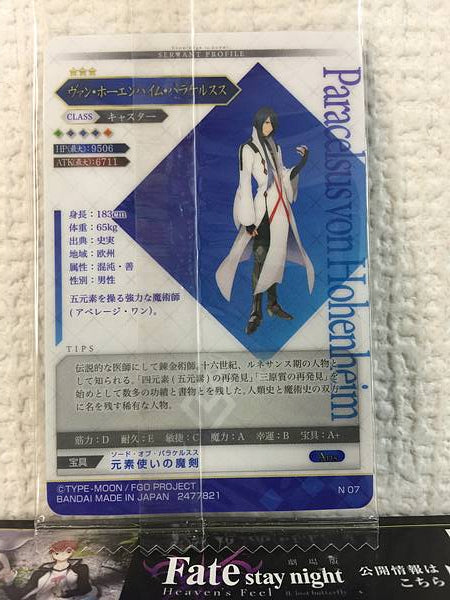 SERVANT PROFILE
ヴァン・ホーエンハイム・パラケルスス
CLASS キャスター
HP(最大):9506
ATK(最大):6711
Paracelsus von Hohenheim
身長:183cm
体重:65kg
出典:史実
地域:欧州
属性:混沌・善
性別:男性
五元素を操る強力な魔術師
(アベレージ・ワン)。
TIPS
伝説的な医師にして錬金術師。十六世紀、ルネサンス期の人物と
して知られる。「四元素(五元素)の再発見」「三原質の再発見」を
始めとして数多の功績と書物とを残した、人類史と魔術史の双方
に名を残す稀有な人物。
筋力:D 耐久:E 敏捷:C 魔力:A 幸運:B 宝具:A+
宝具
ソード・オブ・パラケルスス
元素使いの魔剣
Arts
©TYPE-MOON / FGO PROJECT
BANDAI MADE IN JAPAN 2477821
N 07
劇場版
Fate stay night
Heaven's Feel
II. lost butterfly
公開情報は
こちら